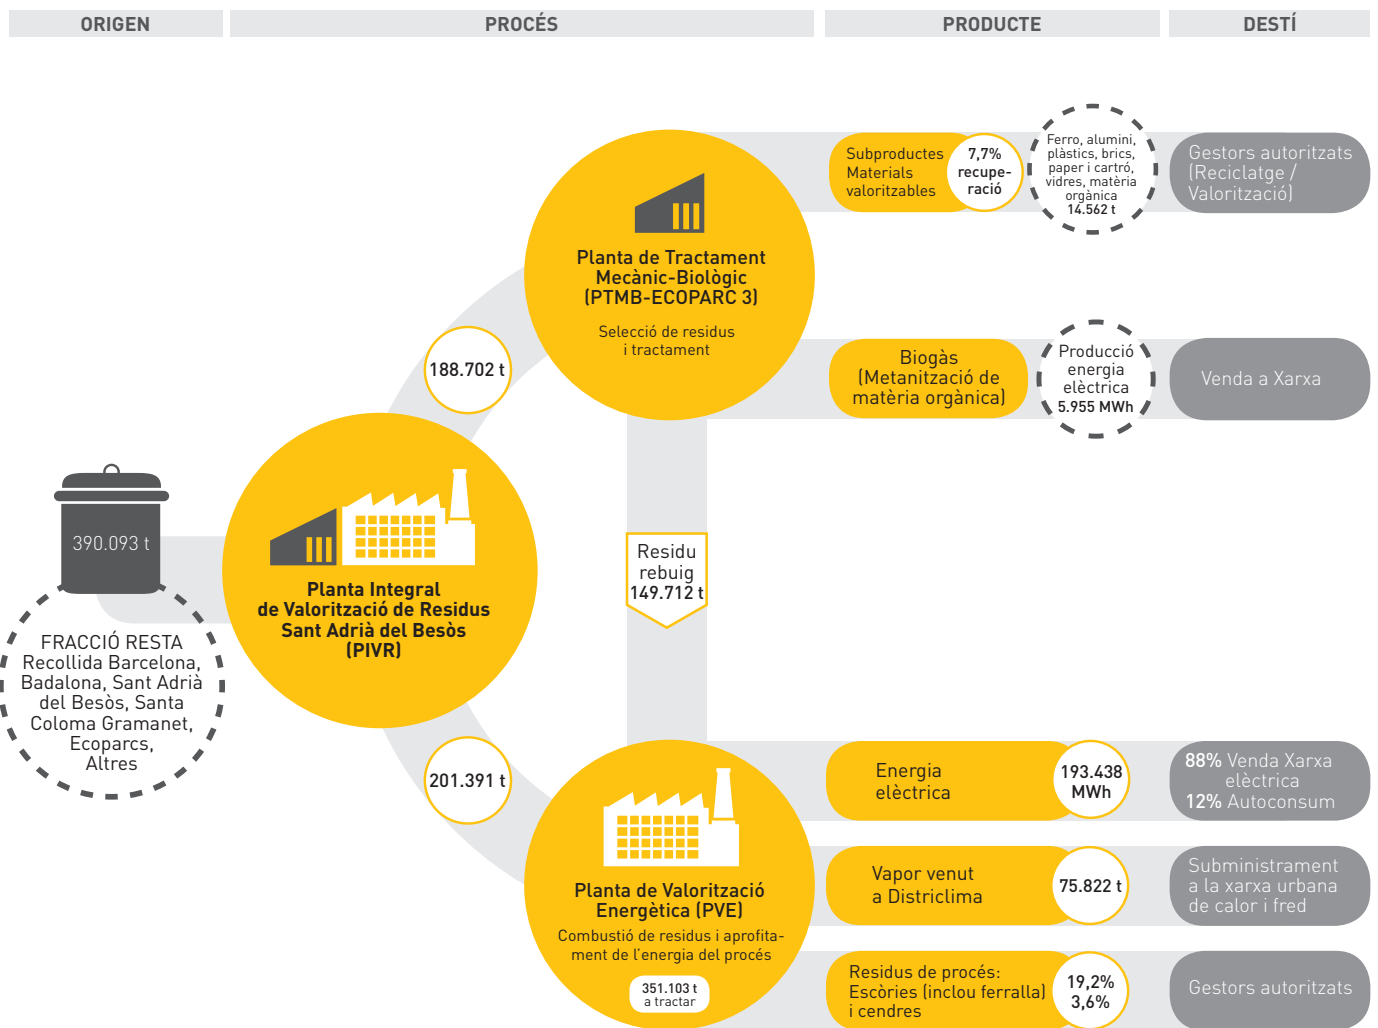 ORIGEN
PROCÉS
PRODUCTE
DESTÍ
390.093 t
FRACCIÓ RESTA
Recollida Barcelona,
Badalona, Sant Adrià
del Besòs, Santa
Coloma Gramanet,
Ecoparcs,
Altres
Planta Integral
de Valorització de Residus
Sant Adrià del Besòs
(PIVR)
188.702 t
201.391 t
Planta de Tractament
Mecànic-Biològic
(PTMB-ECOPARC 3)
Selecció de residus
i tractament
Residu
rebuig
149.712 t
Planta de Valorització
Energètica (PVE)
Combustió de residus i aprofita-
ment de l'energia del procés
351.103 t
a tractar
Subproductes
Materials
valoritzables
7,7%
recupe-
ració
Ferro, alumini,
plàstics, brics,
paper i cartró,
vidres, matèria
orgànica
14.562 t
Gestors autoritzats
(Reciclatge /
Valorització)
Biogàs
(Metanització de
matèria orgànica)
Producció
energia
elèctrica
5.955 MWh
Venda a Xarxa
Energia
elèctrica
193.438
MWh
88% Venda Xarxa
elèctrica
12% Autoconsum
Vapor venut
a Districlima
75.822 t
Subministrament
a la xarxa urbana
de calor i fred
Residus de procés:
Escòries (inclou ferralla)
i cendres
19,2%
3,6%
Gestors autoritzats